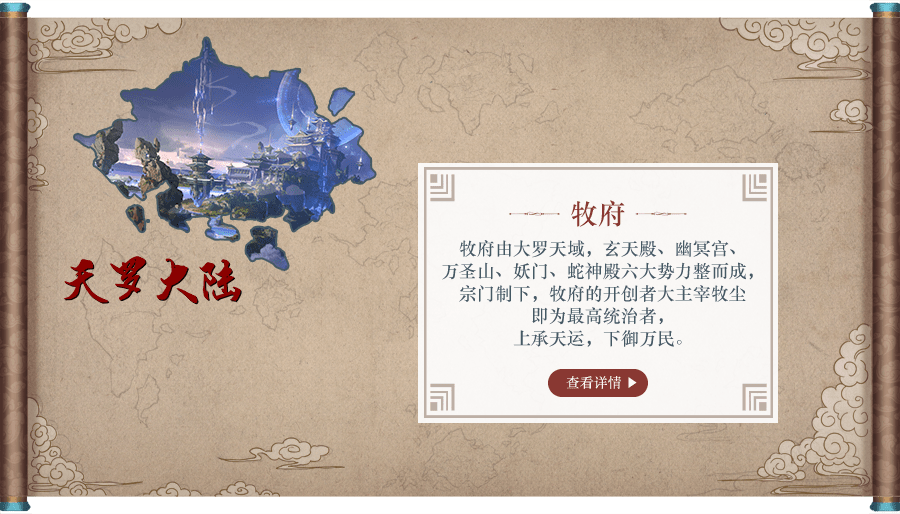 天罗大陆
牧府
牧府由大罗天域，玄天殿、幽冥宫、
万圣山、妖门、蛇神殿六大势力整而成，
宗门制下，牧府的开创者大主宰牧尘
即为最高统治者，
上承天运，下御万民。
查看详情